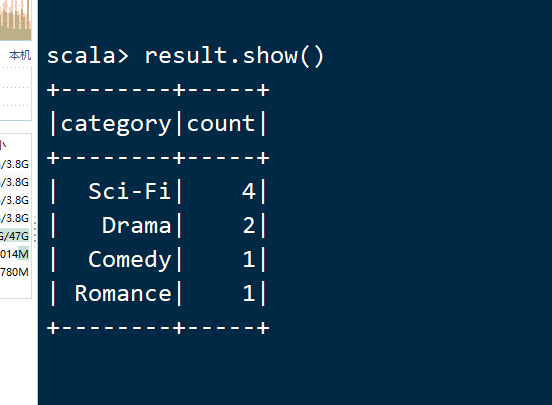 本机
小
/3.8G
/3.8G
/3.8G
/3.8G
G/47G
014M
780M
scala> result.show()
+--------+-----+
|category|count|
+--------+-----+
|  Sci-Fi|    4|
|   Drama|    2|
|  Comedy|    1|
| Romance|    1|
+--------+-----+